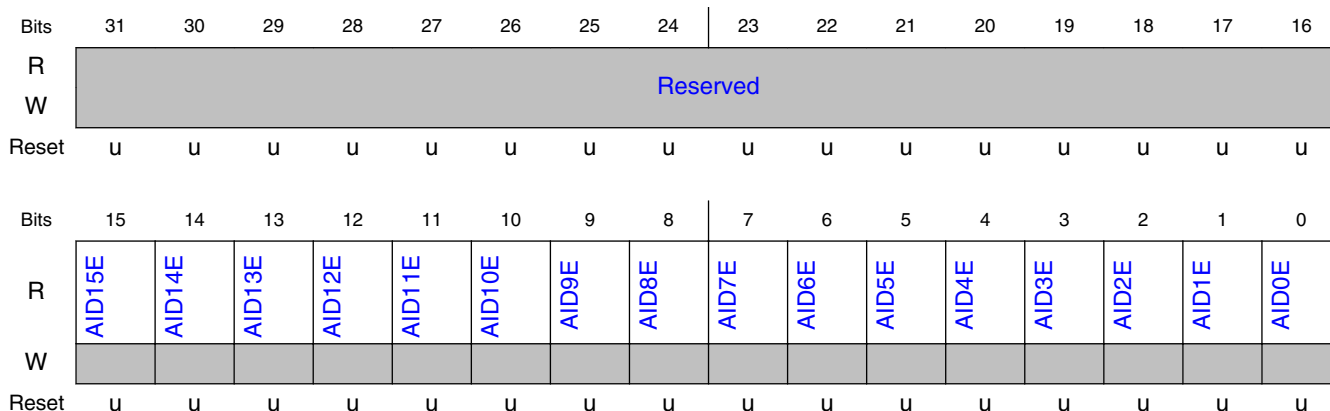 Bits 31 30 29 28 27 26 25 24 23 22 21 20 19 18 17 16
R
Reserved
W
Reset u u u u u u u u u u u u u u u u
Bits 15 14 13 12 11 10 9 8 7 6 5 4 3 2 1 0
R AID15E AID14E AID13E AID12E AID11E AID10E AID9E AID8E AID7E AID6E AID5E AID4E AID3E AID2E AID1E AID0E
W
Reset u u u u u u u u u u u u u u u u